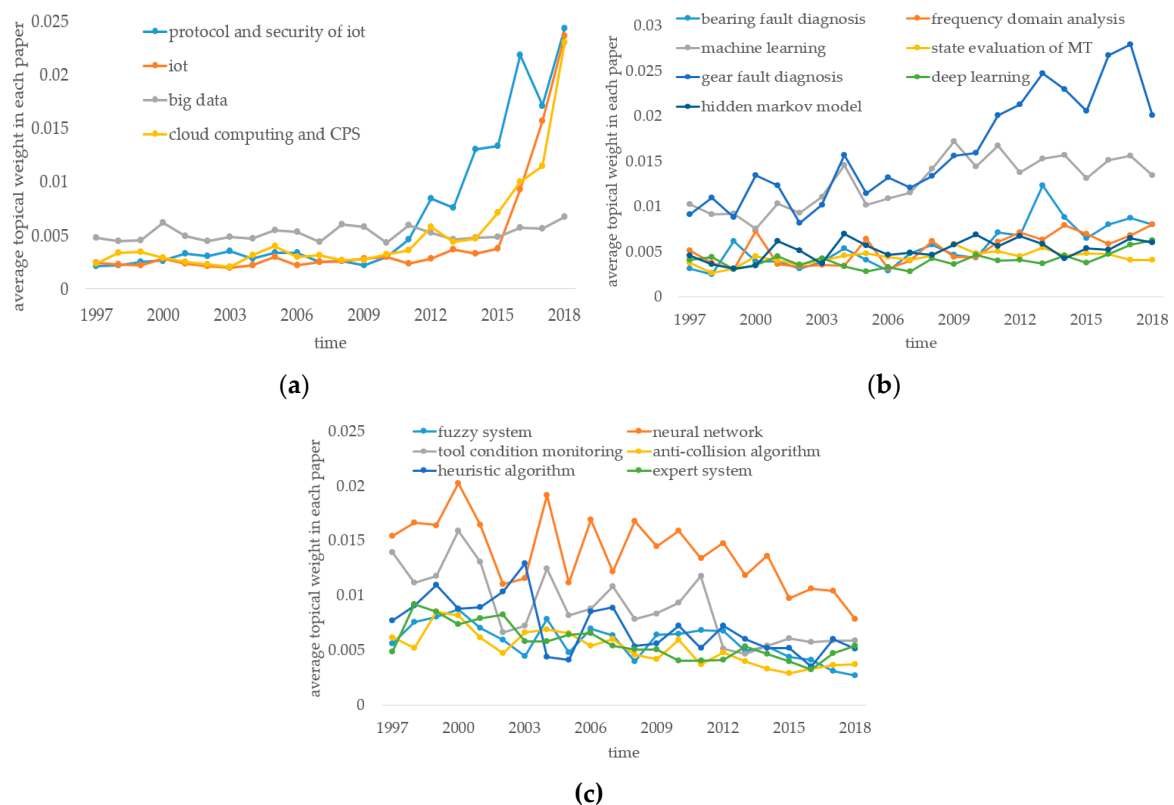 average topical weight in each paper
0.025
0.02
0.015
0.01
0.005
0
protocol and security of iot
iot
big data
cloud computing and CPS
1997 2000 2003 2006 2009 2012 2015 2018
time
(a)
average topical weight in each paper
0.03
0.025
0.02
0.015
0.01
0.005
0
bearing fault diagnosis frequency domain analysis
machine learning state evaluation of MT
gear fault diagnosis deep learning
hidden markov model
1997 2000 2003 2006 2009 2012 2015 2018
time
(b)
average topical weight in each paper
0.025
0.02
0.015
0.01
0.005
0
fuzzy system neural network
tool condition monitoring anti-collision algorithm
heuristic algorithm expert system
1997 2000 2003 2006 2009 2012 2015 2018
time
(c)